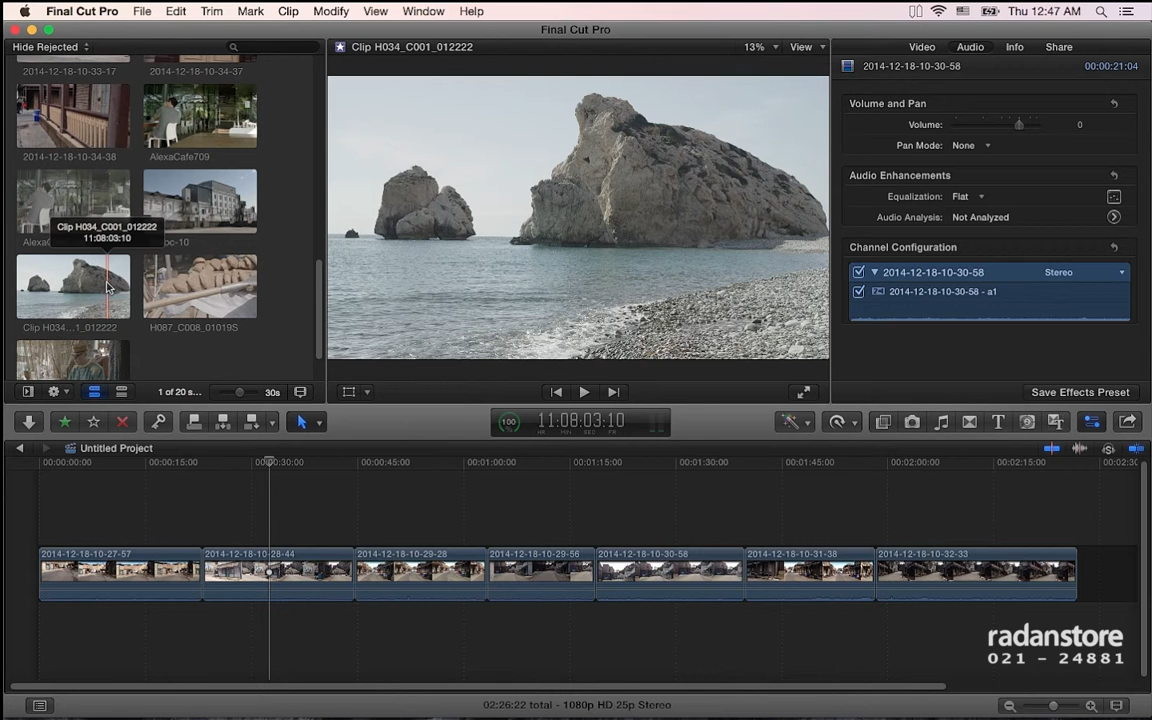 Final Cut Pro File Edit Trim Mark Clip Modify View Window Help Thu 12:47 AM
Final Cut Pro
Hide Rejected
Clip H034_C001_012222 13% View
Video Audio Info Share
2014-12-18-10-33-17 2014-12-18-10-34-37
2014-12-18-10-30-58 00:00:21:04
Volume and Pan
Volume: 0
Pan Mode: None
2014-12-18-10-34-38 AlexaCafe709
Audio Enhancements
Equalization: Flat
Audio Analysis: Not Analyzed
Clip H034_C001_012222
11:08:03:10
Channel Configuration
2014-12-18-10-30-58 Stereo
2014-12-18-10-30-58 - a1
Clip H034...1_012222 H087_C008_01019S
1 of 20 s... 30s
Save Effects Preset
100 11:08:03:10
HR MIN SEC FR
Untitled Project
00:00:00:00 00:00:15:00 00:00:30:00 00:00:45:00 00:01:00:00 00:01:15:00 00:01:30:00 00:01:45:00 00:02:00:00 00:02:15:00 00:02:30
2014-12-18-10-27-57 2014-12-18-10-28-44 2014-12-18-10-29-28 2014-12-18-10-29-56 2014-12-18-10-30-58 2014-12-18-10-31-38 2014-12-18-10-32-33
radanstore
021 - 24881
02:26:22 total - 1080p HD 25p Stereo